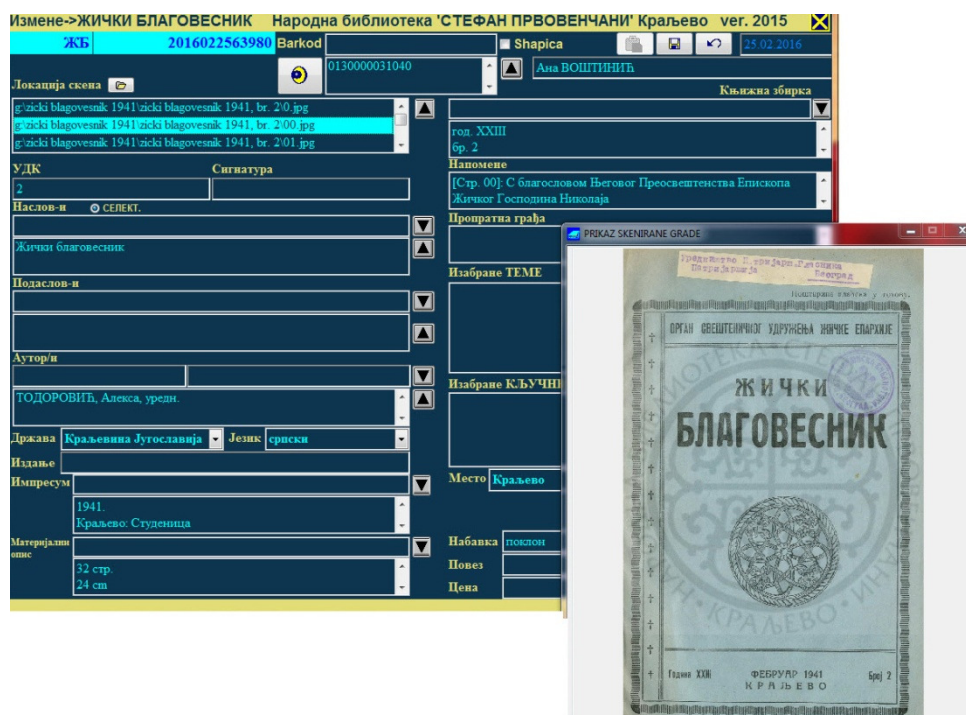 Измене->ЖИЧКИ БЛАГОВЕСНИК Народна библиотека 'СТЕФАН ПРВОВЕНЧАНИ' Краљево ver. 2015
ЖБ 2016022563980 Barkod Shapica 25.02.2016
0130000031040 Ана ВОШТИНИЋ
Локација скена
Књижна збирка
g:\zicki blagovesnik 1941\zicki blagovesnik 1941, br. 2\0.jpg
g:\zicki blagovesnik 1941\zicki blagovesnik 1941, br. 2\00.jpg
g:\zicki blagovesnik 1941\zicki blagovesnik 1941, br. 2\01.jpg
год. XXIII
бр. 2
УДК Сигнатура
2
Напомене
[Стр. 00]: С благословом Његовог Преосвештенства Епископа
Жичког Господина Николаја
Наслов-и СЕЛЕКТ.
Жички благовесник
Пропратна грађа
Изабране ТЕМЕ
Подаслов-и
Аутор/и
ТОДОРОВИЋ, Алекса, уредн.
Изабране КЉУЧНИ
Држава Краљевина Југославија Језик српски
Издање
Импресум
1941.
Краљево: Студеница
Место Краљево
Материјални
опис
32 стр.
24 cm
Набавка поклон
Повез
Цена
PRIKAZ SKENIRANE GRADE
Патријаршија Београд
Поштарина плаћена у готову.
ОРГАН СВЕШТЕНИЧКОГ УДРУЖЕЊА ЖИЧКЕ ЕПАРХИЈЕ
ЖИЧКИ
БЛАГОВЕСНИК
КРАЉЕВО
Година XXIII ФЕБРУАР 1941 Број 2
КРАЉЕВО